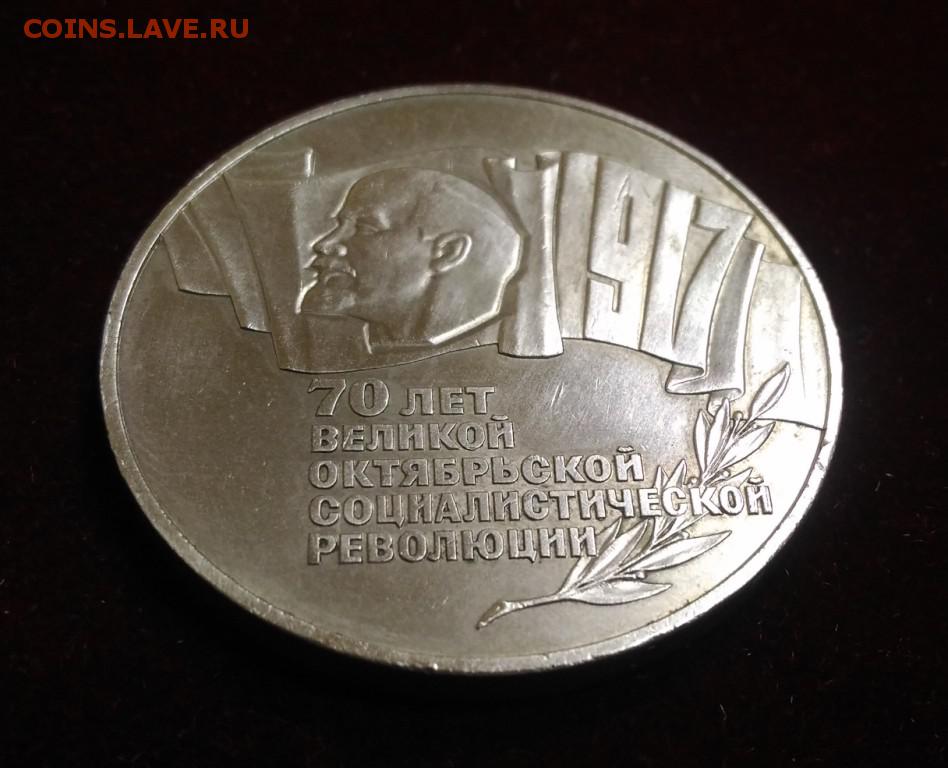 COINS.LAVE.RU
1917
70 ЛЕТ
ВЕЛИКОЙ
ОКТЯБРЬСКОЙ
СОЦИАЛИСТИЧЕСКОЙ
РЕВОЛЮЦИИ